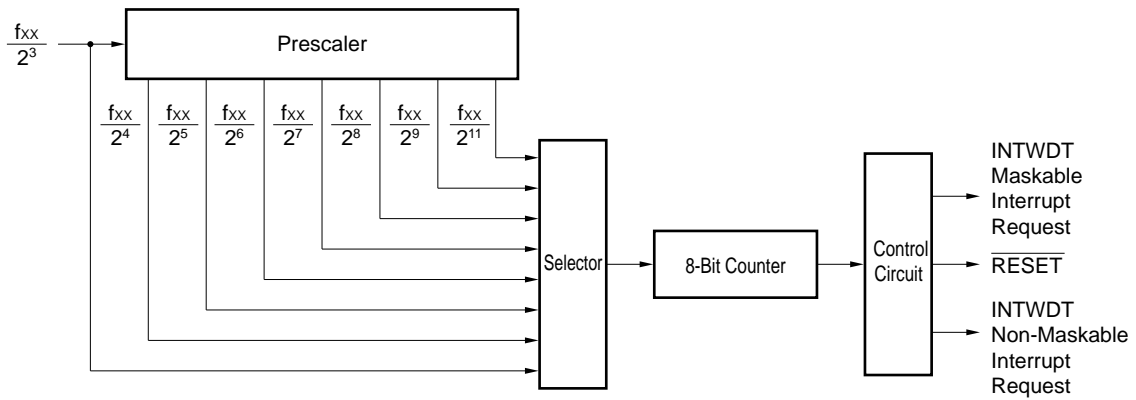 fXX
2³
Prescaler
fXX
2⁴
fXX
2⁵
fXX
2⁶
fXX
2⁷
fXX
2⁸
fXX
2⁹
fXX
2¹¹
Selector
8-Bit Counter
Control
Circuit
INTWDT
Maskable
Interrupt
Request
RESET
INTWDT
Non-Maskable
Interrupt
Request